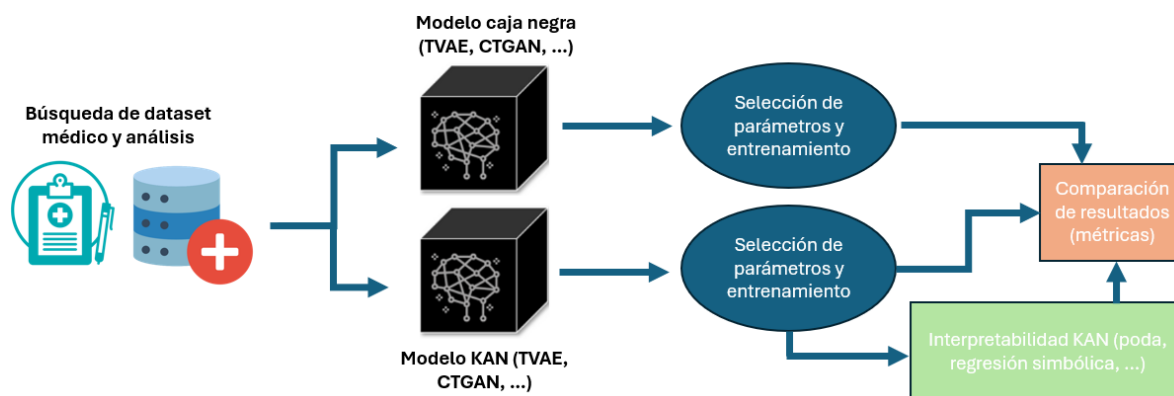 Modelo caja negra
(TVAE, CTGAN, ...)
Búsqueda de dataset
médico y análisis
Selección de
parámetros y
entrenamiento
Comparación
de resultados
(métricas)
Selección de
parámetros y
entrenamiento
Modelo KAN (TVAE,
CTGAN, ...)
Interpretabilidad KAN (poda,
regresión simbólica, ...)